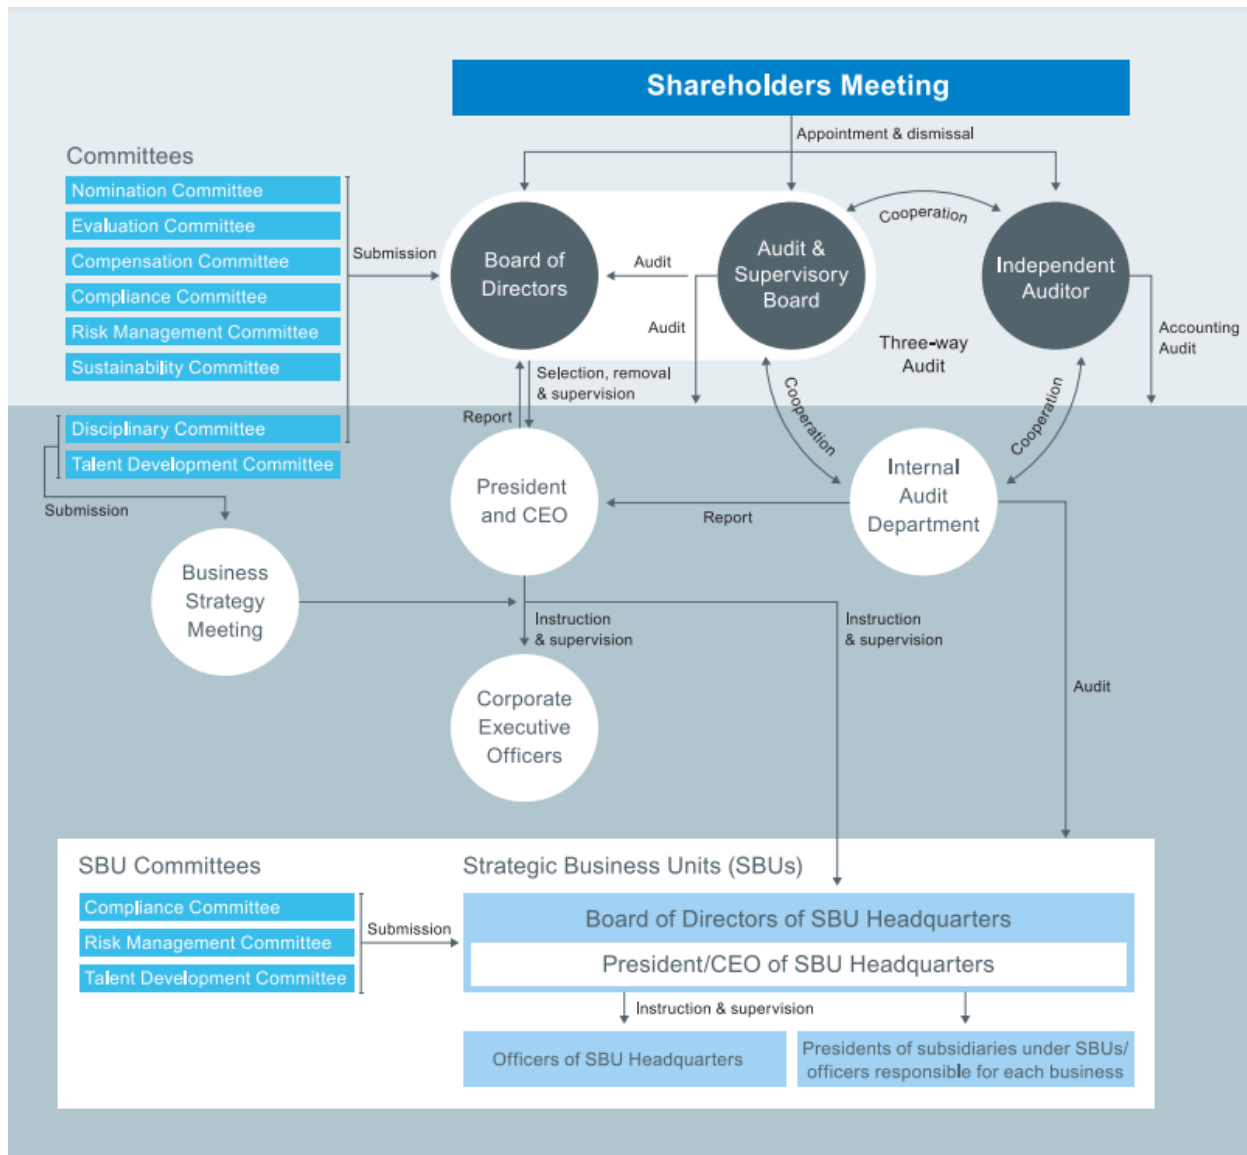 Shareholders Meeting
Appointment & dismissal
Committees
Nomination Committee
Evaluation Committee
Compensation Committee
Compliance Committee
Risk Management Committee
Sustainability Committee
Disciplinary Committee
Talent Development Committee
Submission
Submission
Board of
Directors
Audit
Audit
Audit &
Supervisory
Board
Cooperation
Independent
Auditor
Three-way
Audit
Accounting
Audit
Selection, removal
& supervision
Report
Cooperation
Cooperation
President
and CEO
Report
Internal
Audit
Department
Business
Strategy
Meeting
Instruction
& supervision
Instruction
& supervision
Audit
Corporate
Executive
Officers
SBU Committees
Compliance Committee
Risk Management Committee
Talent Development Committee
Submission
Strategic Business Units (SBUs)
Board of Directors of SBU Headquarters
President/CEO of SBU Headquarters
Instruction & supervision
Officers of SBU Headquarters
Presidents of subsidiaries under SBUs/
officers responsible for each business